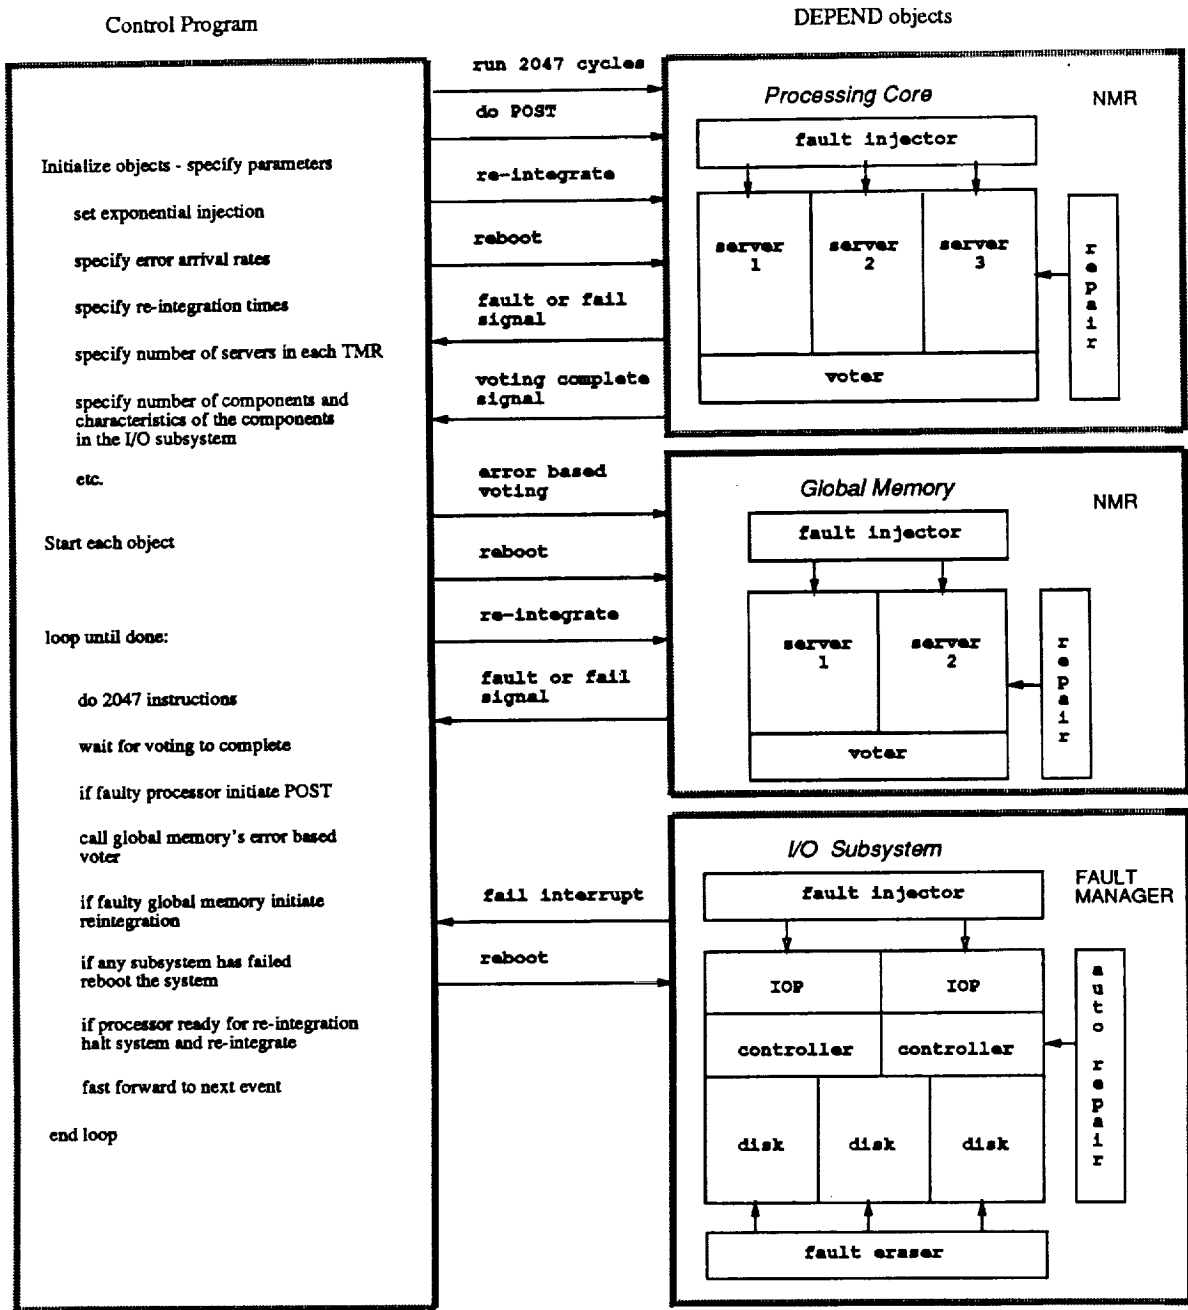 Control Program
DEPEND objects
Initialize objects - specify parameters
set exponential injection
specify error arrival rates
specify re-integration times
specify number of servers in each TMR
specify number of components and
characteristics of the components
in the I/O subsystem
etc.
Start each object
loop until done:
do 2047 instructions
wait for voting to complete
if faulty processor initiate POST
call global memory's error based
voter
if faulty global memory initiate
reintegration
if any subsystem has failed
reboot the system
if processor ready for re-integration
halt system and re-integrate
fast forward to next event
end loop
run 2047 cycles
do POST
re-integrate
reboot
fault or fail
signal
voting complete
signal
error based
voting
reboot
re-integrate
fault or fail
signal
fail interrupt
reboot
Processing Core
NMR
fault injector
server
1
server
2
server
3
voter
repair
Global Memory
NMR
fault injector
server
1
server
2
voter
repair
I/O Subsystem
FAULT
MANAGER
fault injector
IOP
IOP
controller
controller
disk
disk
disk
auto repair
fault eraser